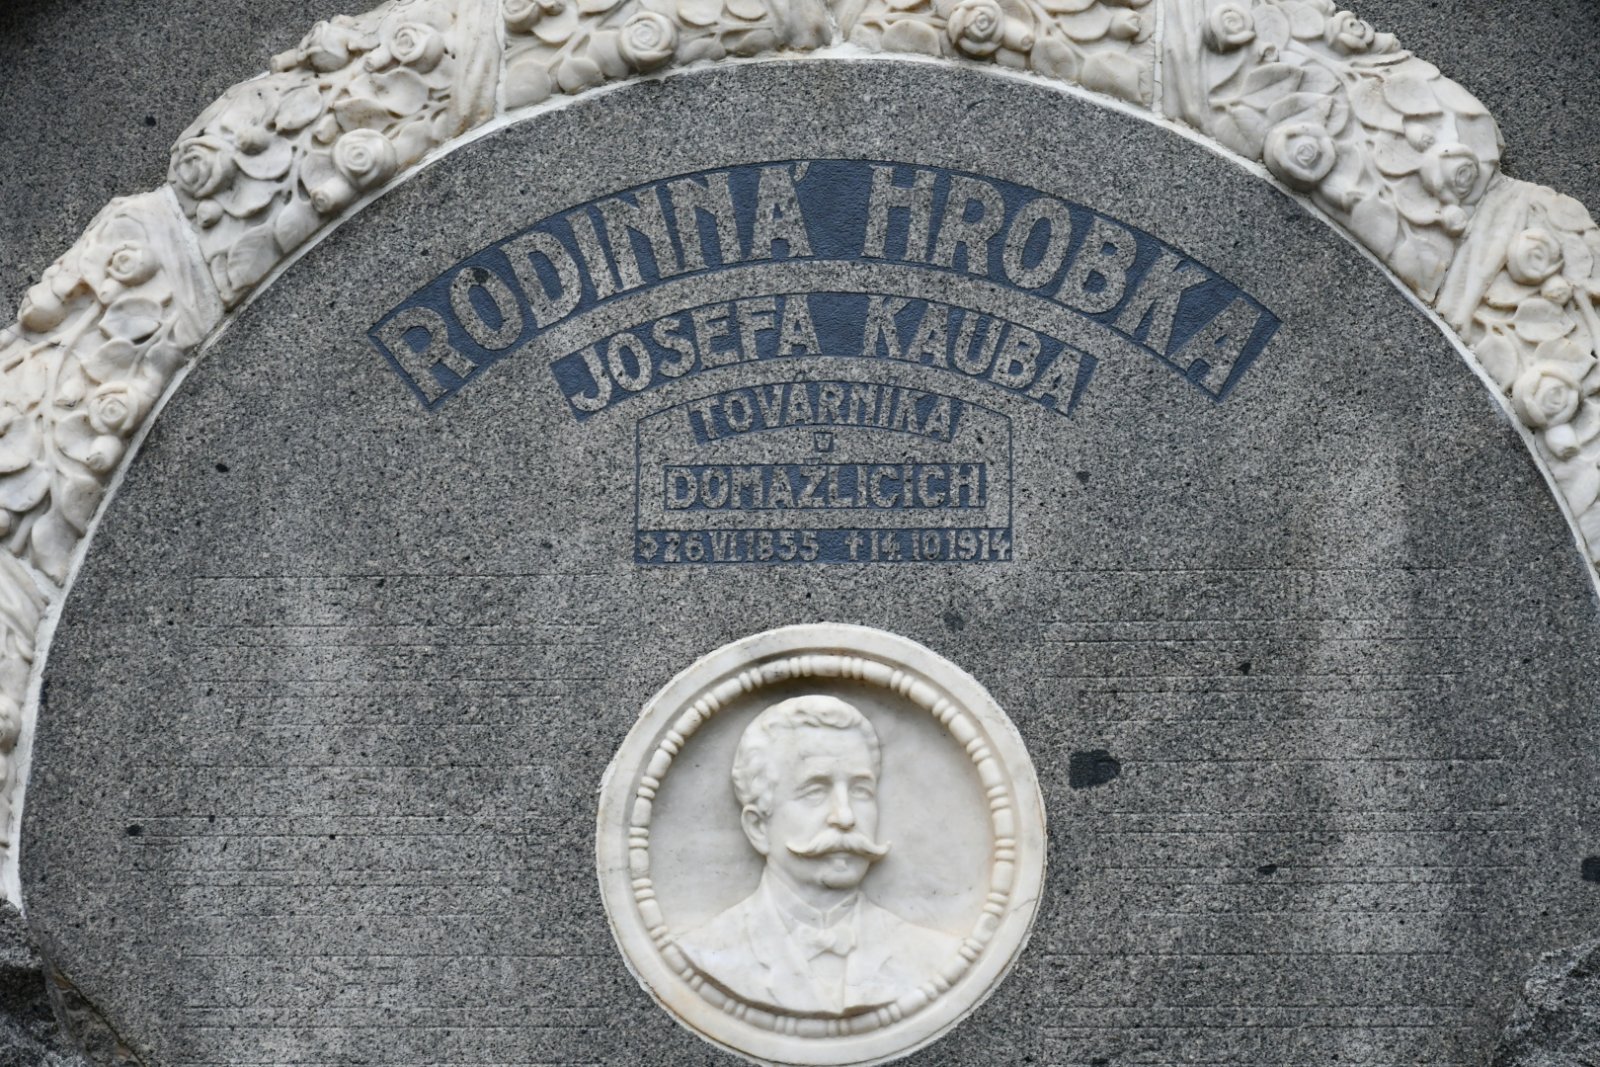 RODINNÁ HROBKA
JOSEFA KAUBA
TOVÁRNÍKA
V
DOMAŽLICÍCH
* 26 VI. 1855 † 14. 10 1914